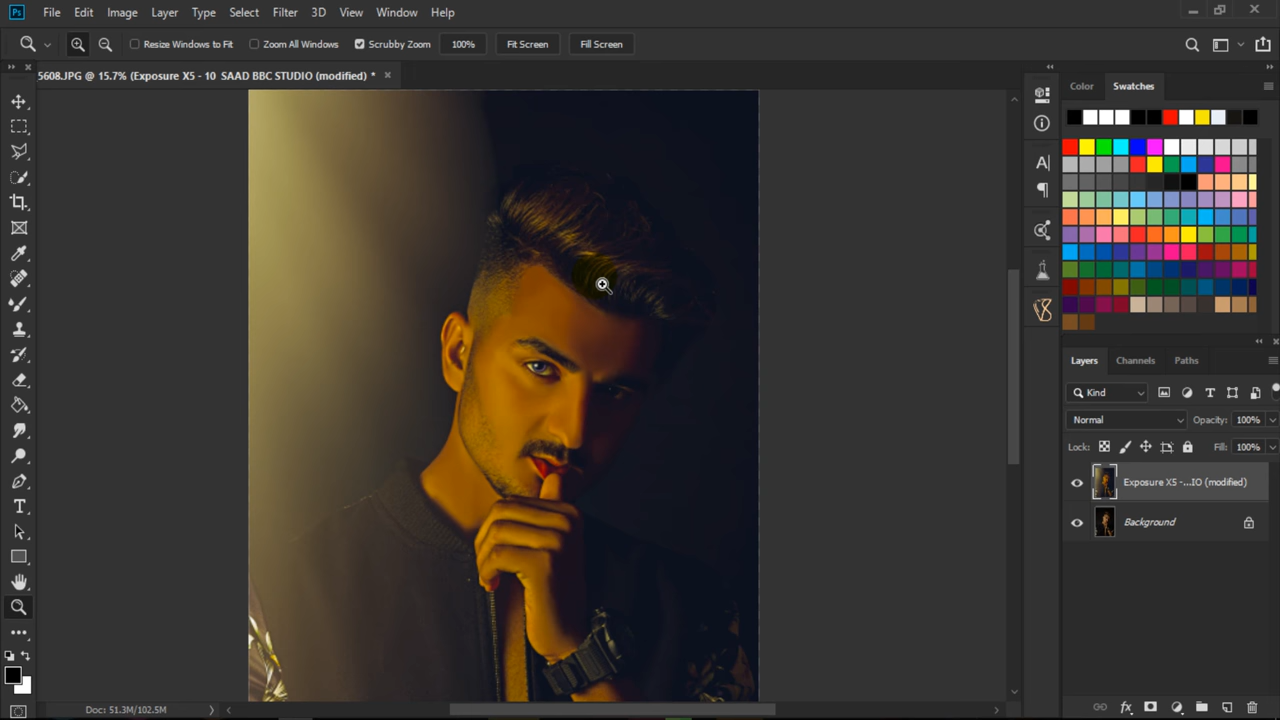 Ps File Edit Image Layer Type Select Filter 3D View Window Help
Resize Windows to Fit Zoom All Windows Scrubby Zoom 100% Fit Screen Fill Screen
5608.JPG @ 15.7% (Exposure X5 - 10 SAAD BBC STUDIO (modified) * ×
Color Swatches
Layers Channels Paths
Kind
Normal Opacity: 100%
Lock: Fill: 100%
Exposure X5 -...IO (modified)
Background
Doc: 51.3M/102.5M